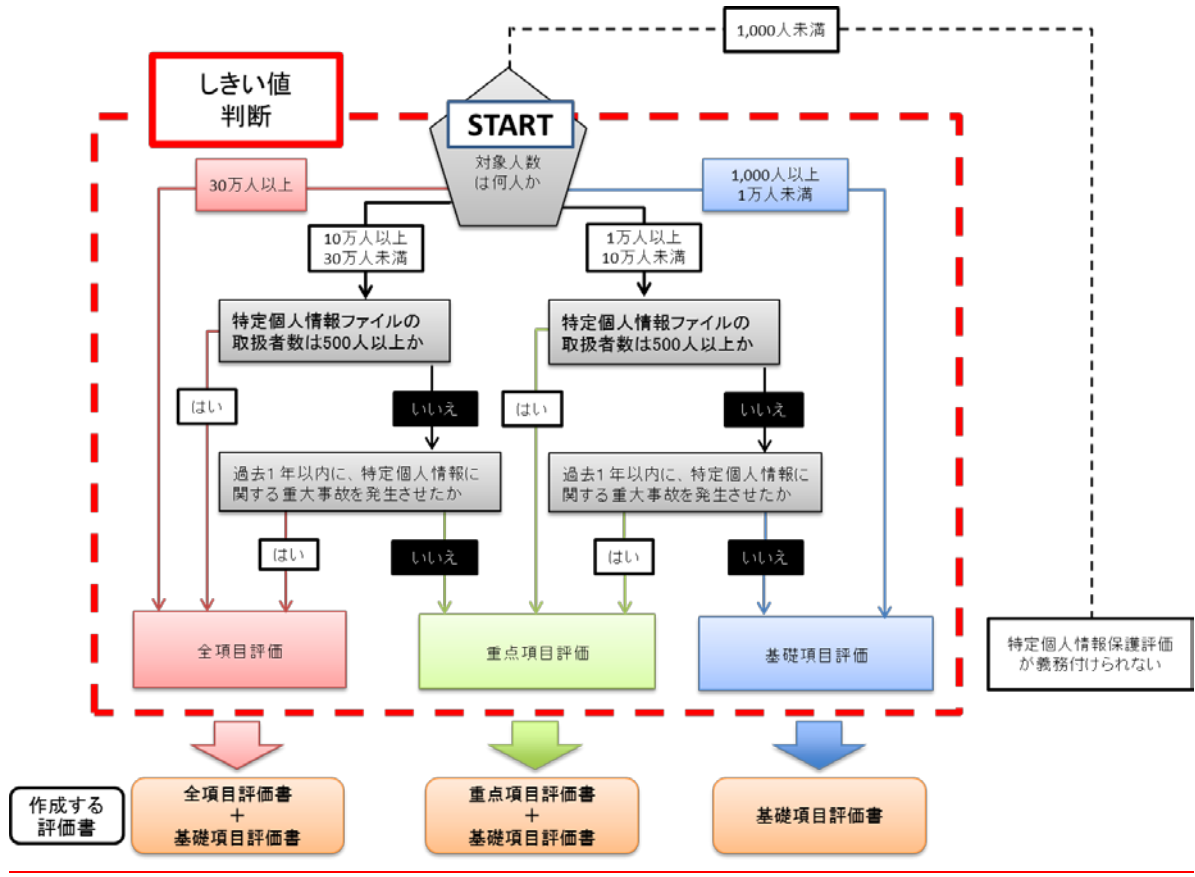 1,000人未満
しきい値
判断
START
対象人数
は何人か
30万人以上
1,000人以上
1万人未満
10万人以上
30万人未満
1万人以上
10万人未満
特定個人情報ファイルの
取扱者数は500人以上か
特定個人情報ファイルの
取扱者数は500人以上か
はい
いいえ
はい
いいえ
過去1年以内に、特定個人情報に
関する重大事故を発生させたか
過去1年以内に、特定個人情報に
関する重大事故を発生させたか
はい
いいえ
はい
いいえ
全項目評価
重点項目評価
基礎項目評価
特定個人情報保護評価
が義務付けられない
作成する
評価書
全項目評価書
+
基礎項目評価書
重点項目評価書
+
基礎項目評価書
基礎項目評価書